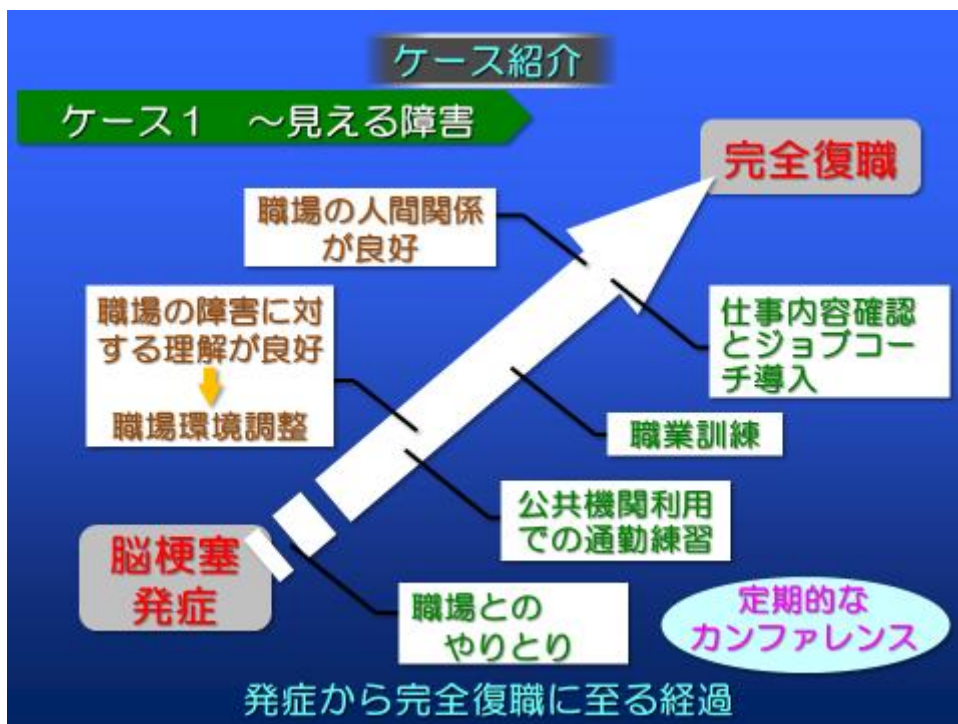 ケース紹介
ケース１　～見える障害
完全復職
職場の人間関係
が良好
職場の障害に対
する理解が良好
職場環境調整
仕事内容確認
とジョブコー
チ導入
職業訓練
公共機関利用
での通勤練習
脳梗塞
発症
職場との
やりとり
定期的な
カンファレンス
発症から完全復職に至る経過